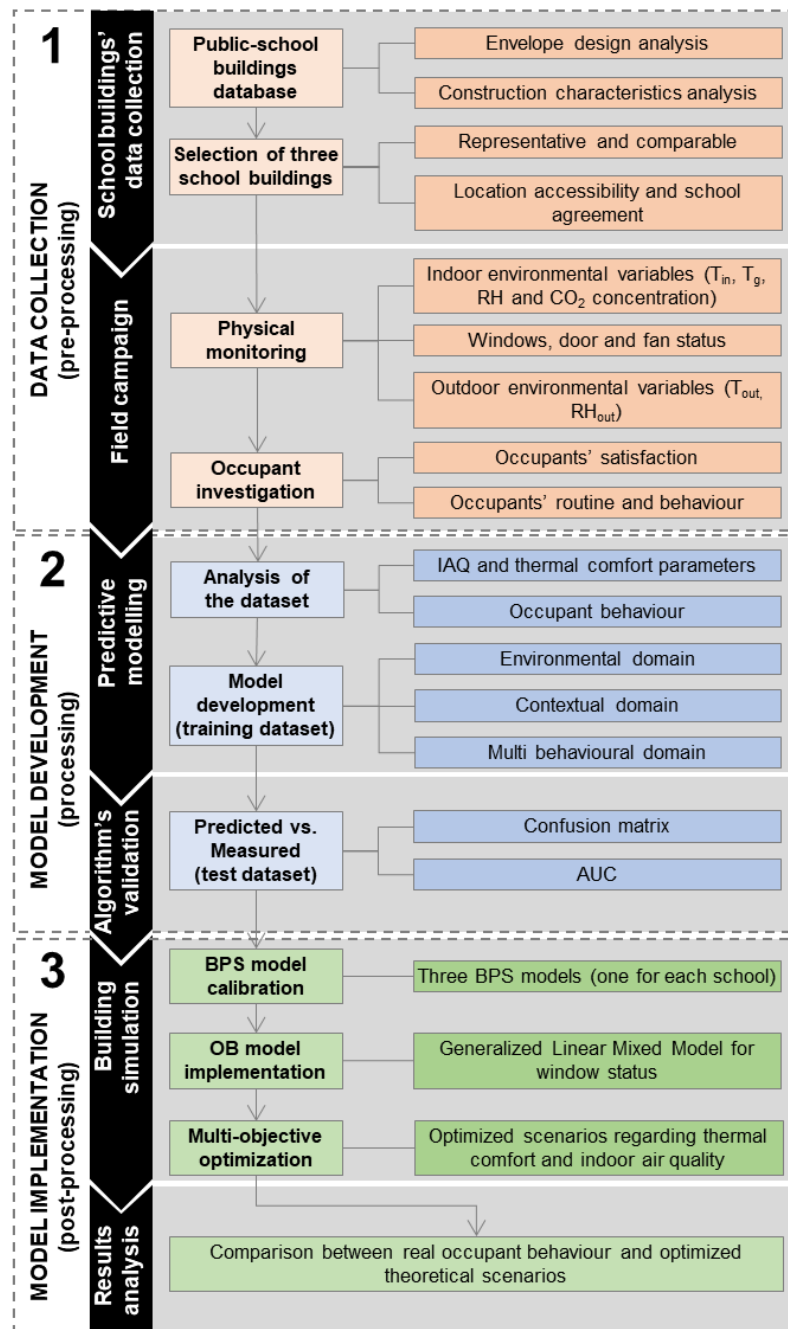 1
DATA COLLECTION
(pre-processing)
School buildings'
data collection
Public-school
buildings
database
Envelope design analysis
Construction characteristics analysis
Selection of three
school buildings
Representative and comparable
Location accessibility and school
agreement
Field campaign
Physical
monitoring
Indoor environmental variables (Tin, Tg,
RH and CO2 concentration)
Windows, door and fan status
Outdoor environmental variables (Tout,
RHout)
Occupant
investigation
Occupants' satisfaction
Occupants' routine and behaviour
2
MODEL DEVELOPMENT
(processing)
Predictive
modelling
Analysis of
the dataset
IAQ and thermal comfort parameters
Occupant behaviour
Model
development
(training dataset)
Environmental domain
Contextual domain
Multi behavioural domain
Algorithm's
validation
Predicted vs.
Measured
(test dataset)
Confusion matrix
AUC
3
MODEL IMPLEMENTATION
(post-processing)
Building
simulation
BPS model
calibration
Three BPS models (one for each school)
OB model
implementation
Generalized Linear Mixed Model for
window status
Multi-objective
optimization
Optimized scenarios regarding thermal
comfort and indoor air quality
Results
analysis
Comparison between real occupant behaviour and optimized
theoretical scenarios